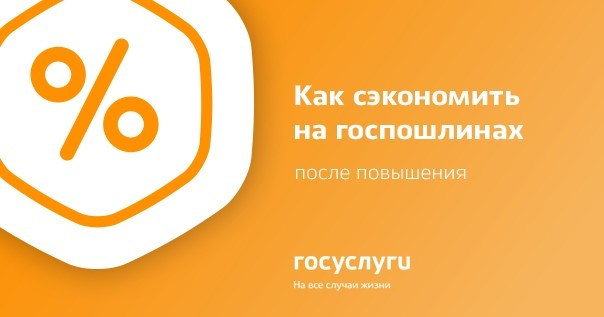 %
Как сэкономить
на госпошлинах
после повышения
госуслуги
На все случаи жизни